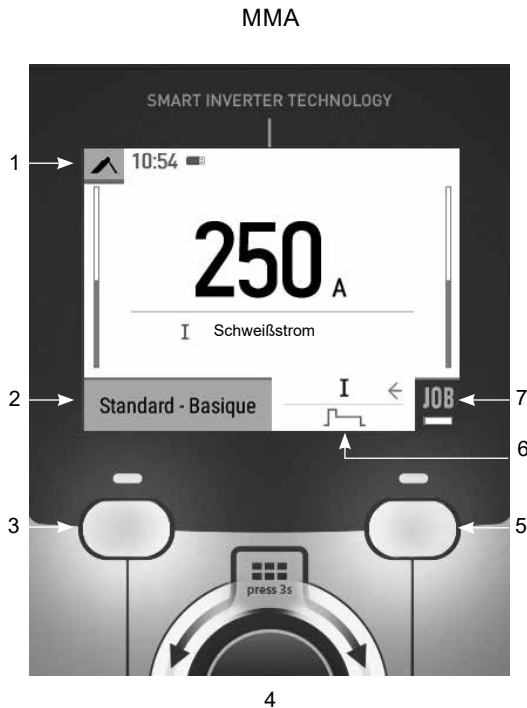 MMA
SMART INVERTER TECHNOLOGY
1
10:54
250 A
I Schweißstrom
2
Standard - Basique
I
JOB
7
6
3
5
press 3s
4